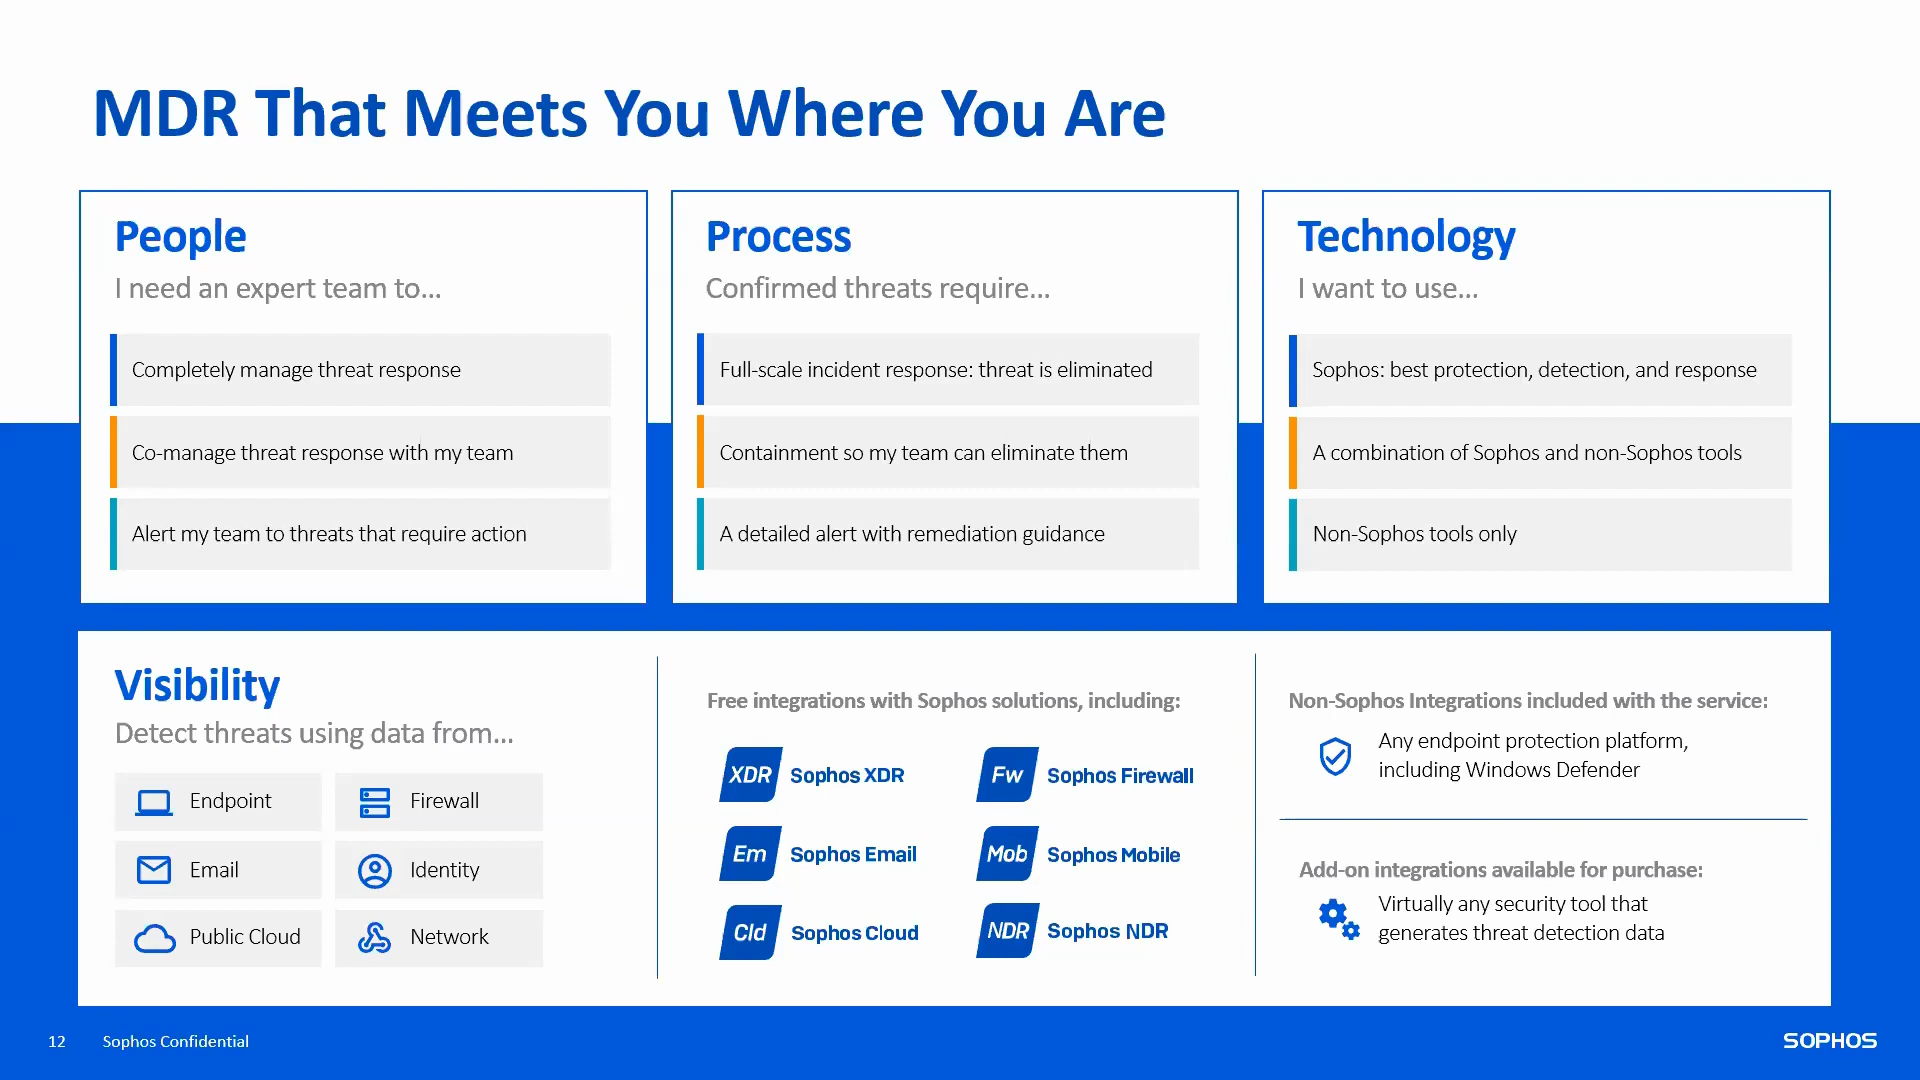 MDR That Meets You Where You Are
People
I need an expert team to...
Completely manage threat response
Co-manage threat response with my team
Alert my team to threats that require action
Process
Confirmed threats require...
Full-scale incident response: threat is eliminated
Containment so my team can eliminate them
A detailed alert with remediation guidance
Technology
I want to use...
Sophos: best protection, detection, and response
A combination of Sophos and non-Sophos tools
Non-Sophos tools only
Visibility
Detect threats using data from...
Endpoint
Firewall
Email
Identity
Public Cloud
Network
Free integrations with Sophos solutions, including:
XDR Sophos XDR
Fw Sophos Firewall
Em Sophos Email
Mob Sophos Mobile
Cld Sophos Cloud
NDR Sophos NDR
Non-Sophos Integrations included with the service:
Any endpoint protection platform,
including Windows Defender
Add-on integrations available for purchase:
Virtually any security tool that
generates threat detection data
12 Sophos Confidential
SOPHOS